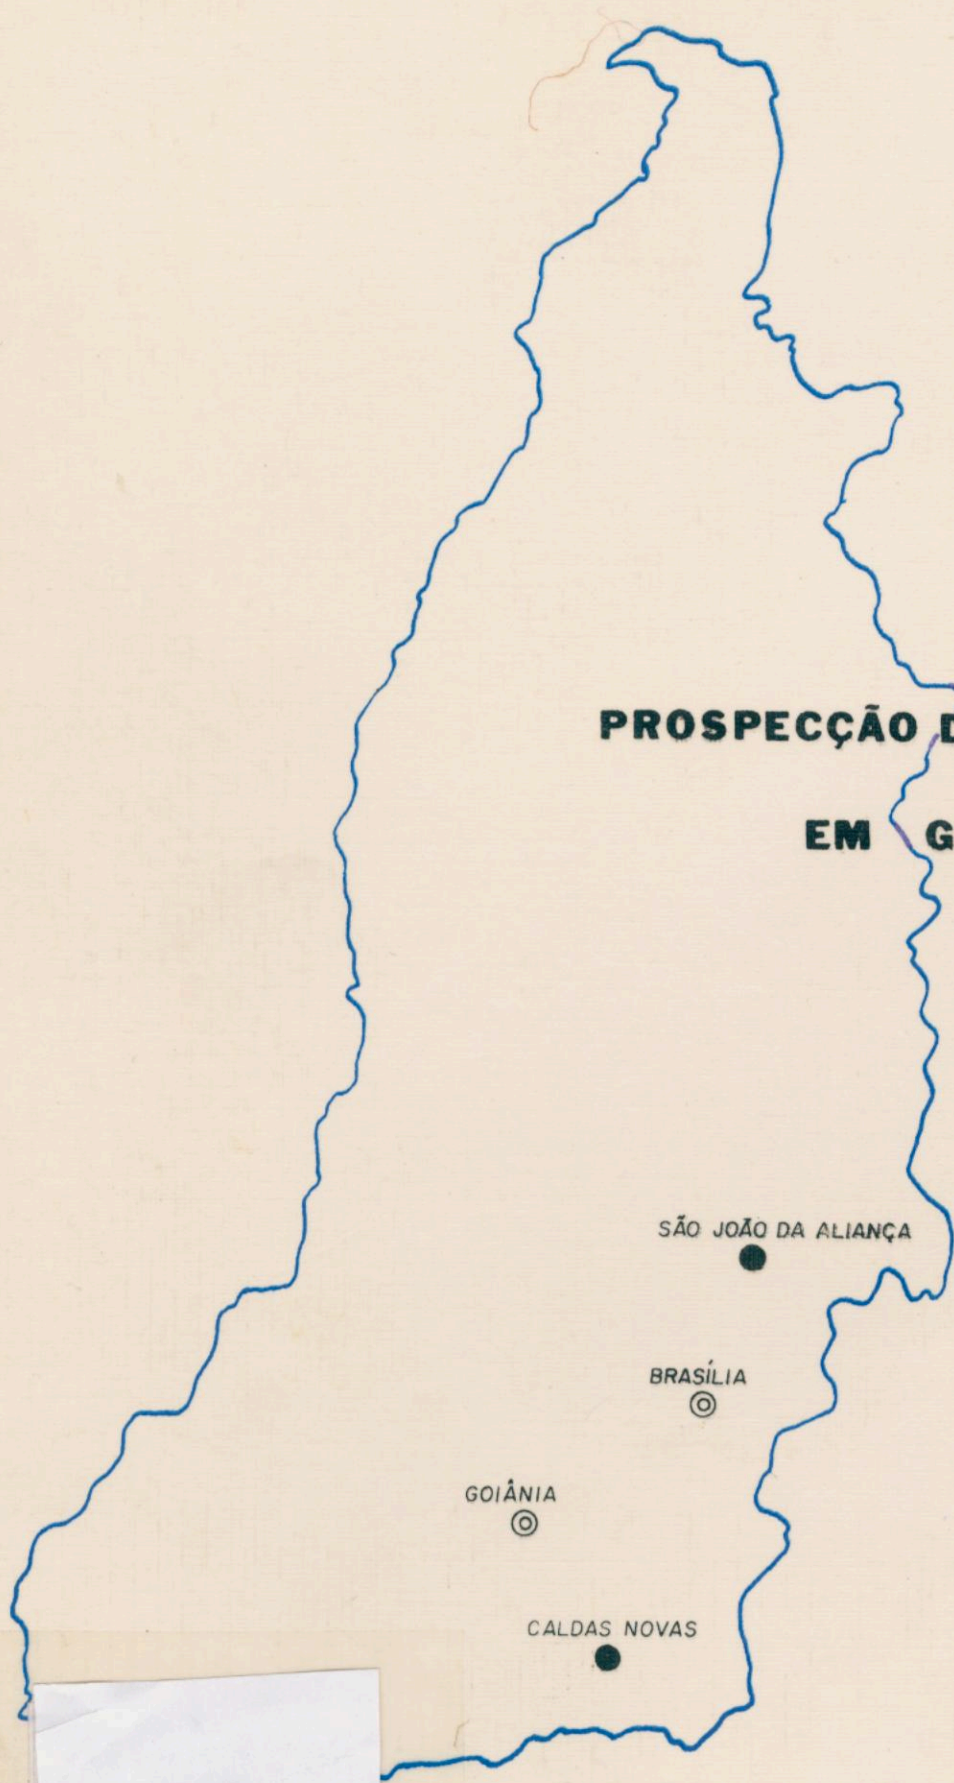 PROSPECÇÃO D
EM G
SÃO JOÃO DA ALIANÇA
BRASÍLIA
GOIÂNIA
CALDAS NOVAS